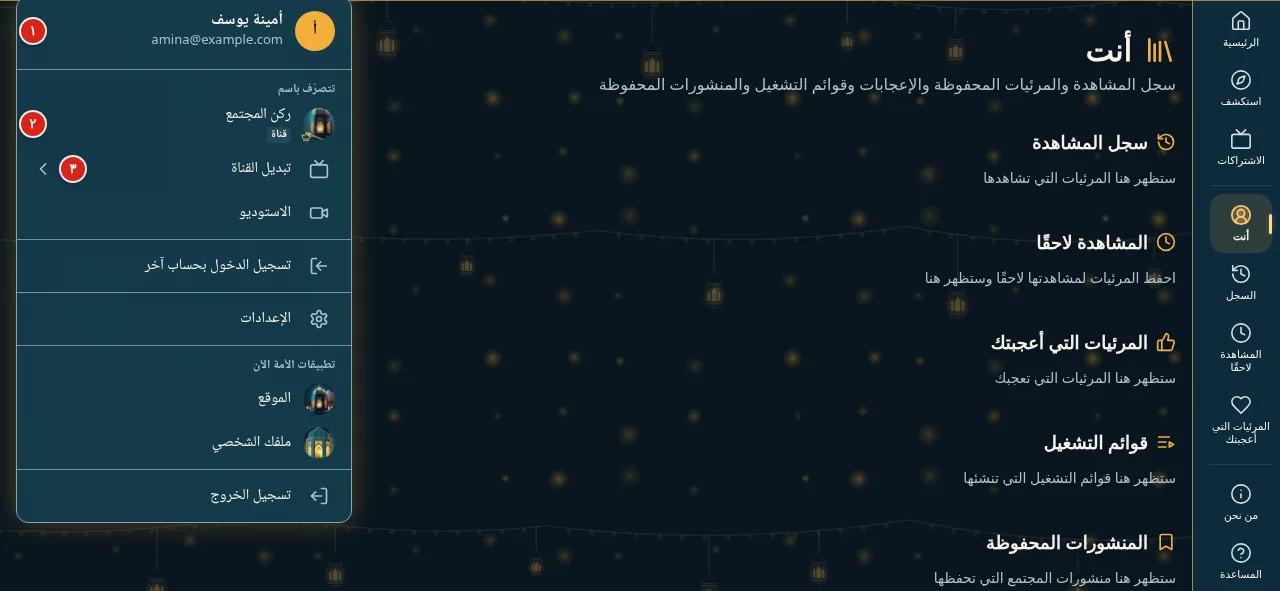 الرئيسية
استكشف
الاشتراكات
أنت
السجل
المشاهدة
لاحقًا
المرئيات التي
أعجبتك
من نحن
المساعدة
أنت
سجل المشاهدة والمرئيات المحفوظة والإعجابات وقوائم التشغيل والمنشورات المحفوظة
سجل المشاهدة
ستظهر هنا المرئيات التي تشاهدها
المشاهدة لاحقًا
احفظ المرئيات لمشاهدتها لاحقًا وستظهر هنا
المرئيات التي أعجبتك
ستظهر هنا المرئيات التي تعجبك
قوائم التشغيل
ستظهر هنا قوائم التشغيل التي تنشئها
المنشورات المحفوظة
ستظهر هنا منشورات المجتمع التي تحفظها
أ
أمينة يوسف
١
amina@example.com
تتصرّف باسم
ركن المجتمع
٢
قناة
تبديل القناة
٣
الاستوديو
تسجيل الدخول بحساب آخر
الإعدادات
تطبيقات الأمة الآن
الموقع
ملفك الشخصي
تسجيل الخروج